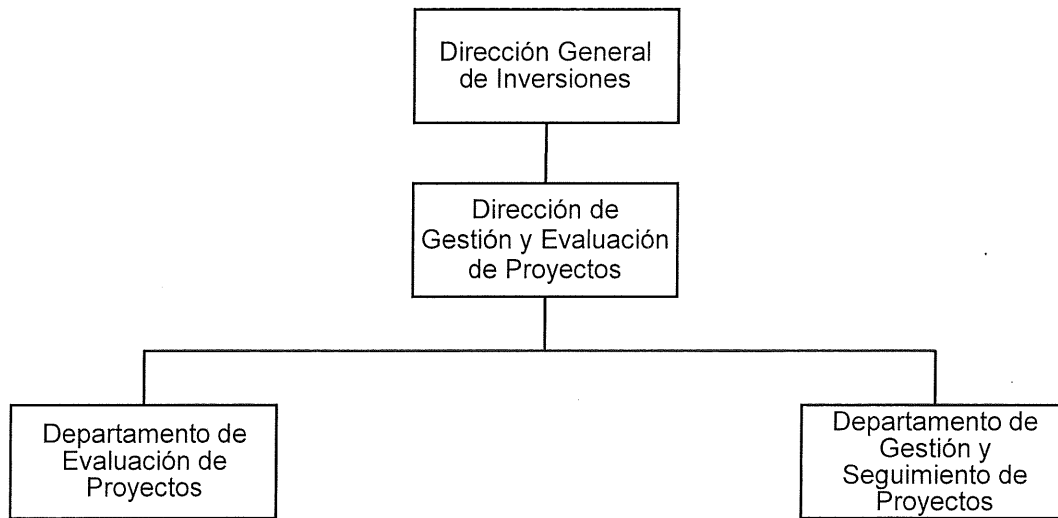 Dirección General
de Inversiones
Dirección de
Gestión y Evaluación
de Proyectos
Departamento de
Evaluación de
Proyectos
Departamento de
Gestión y
Seguimiento de
Proyectos